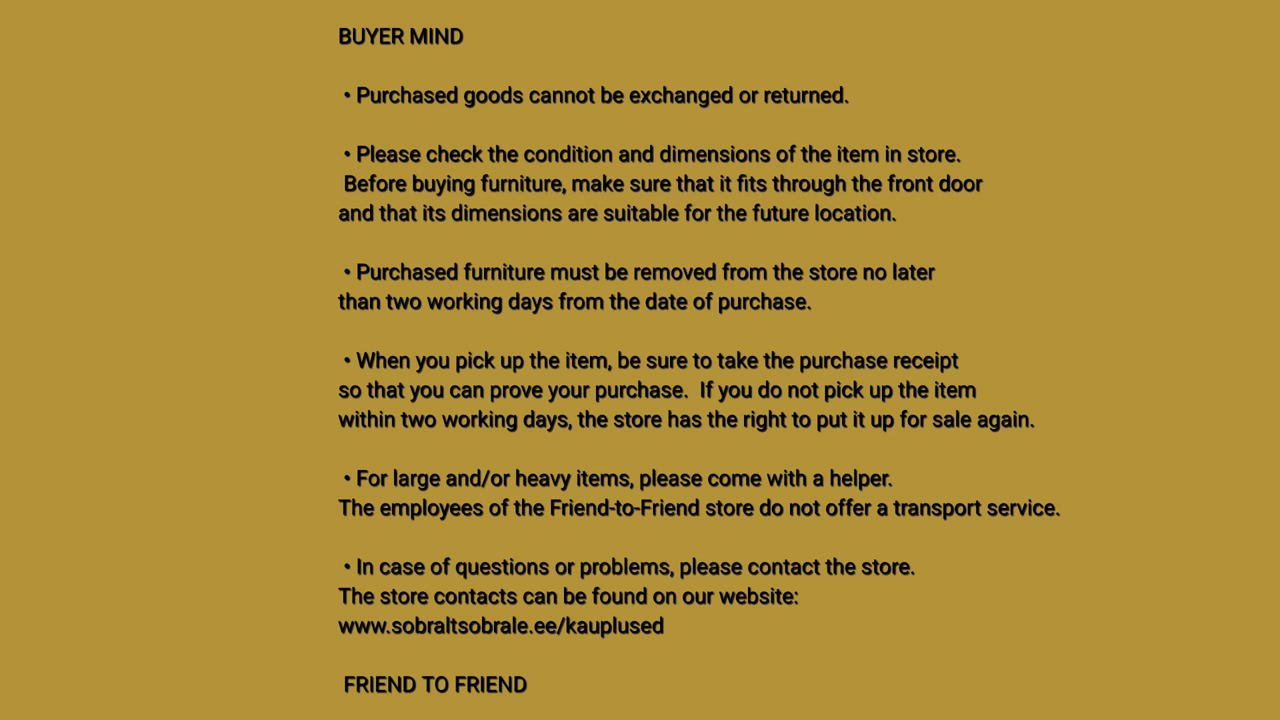 BUYER MIND
• Purchased goods cannot be exchanged or returned.
• Please check the condition and dimensions of the item in store.
Before buying furniture, make sure that it fits through the front door
and that its dimensions are suitable for the future location.
• Purchased furniture must be removed from the store no later
than two working days from the date of purchase.
• When you pick up the item, be sure to take the purchase receipt
so that you can prove your purchase.  If you do not pick up the item
within two working days, the store has the right to put it up for sale again.
• For large and/or heavy items, please come with a helper.
The employees of the Friend-to-Friend store do not offer a transport service.
• In case of questions or problems, please contact the store.
The store contacts can be found on our website:
www.sobraltsobrale.ee/kauplused
FRIEND TO FRIEND